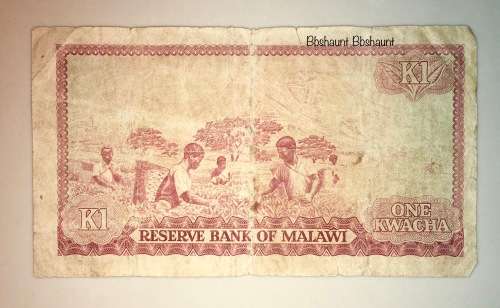 Bbshaunt Bbshaunt
K1
K1
RESERVE BANK OF MALAWI
ONE
KWACHA